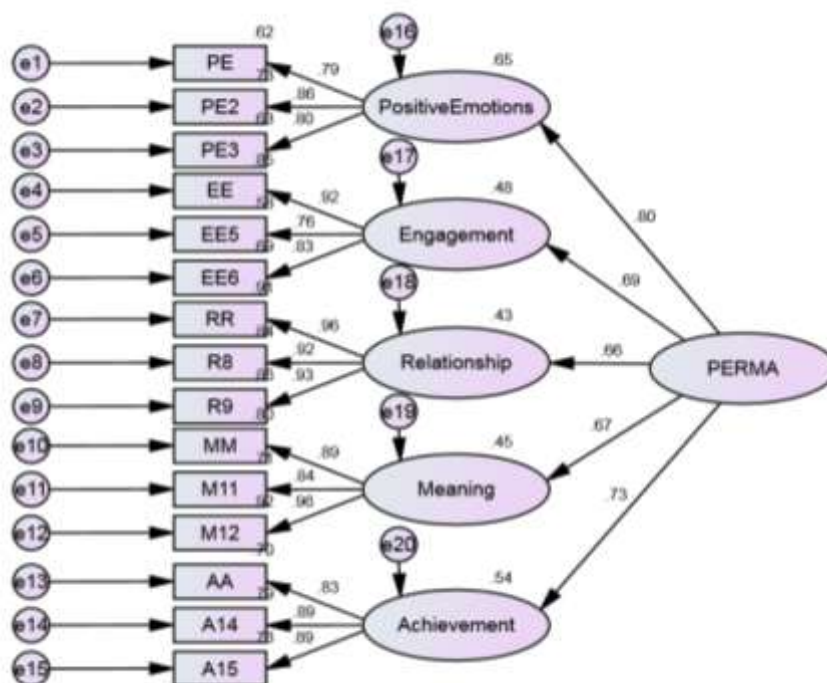 .62
e16
.65
e1
PE
.79
.86
e2
PE2
PositiveEmotions
.80
e3
PE3
e17
e4
EE
.92
.48
.76
e5
EE5
Engagement
.80
.83
e6
EE6
e18
.69
e7
RR
.96
.43
.92
e8
R8
Relationship
.66
PERMA
.93
e9
R9
e19
.67
e10
MM
.89
.45
.84
e11
M11
Meaning
.73
e12
M12
.70
e20
e13
AA
.83
.54
.89
e14
A14
Achievement
.89
e15
A15